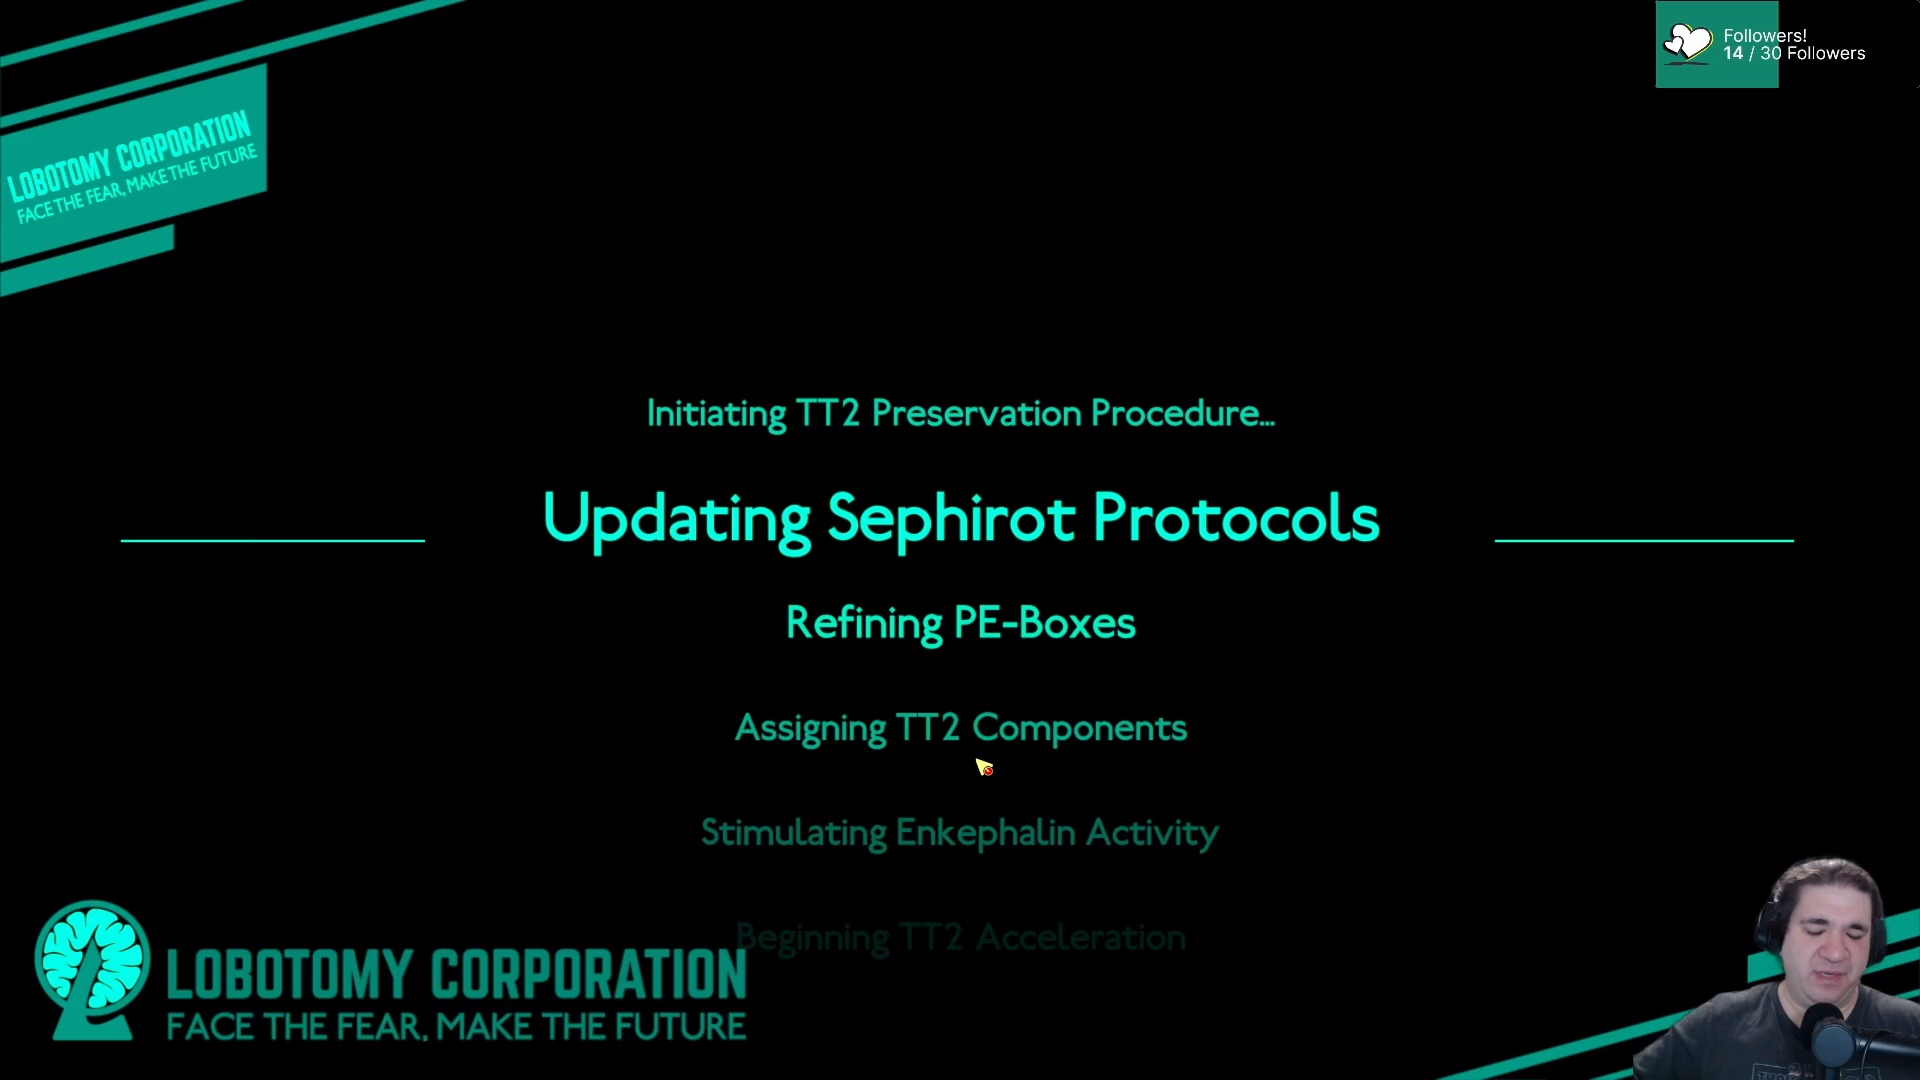 Followers!
14 / 30 Followers
LOBOTOMY CORPORATION
FACE THE FEAR, MAKE THE FUTURE
Initiating TT2 Preservation Procedure...
Updating Sephirot Protocols
Refining PE-Boxes
Assigning TT2 Components
Stimulating Enkephalin Activity
Beginning TT2 Acceleration
LOBOTOMY CORPORATION
FACE THE FEAR, MAKE THE FUTURE